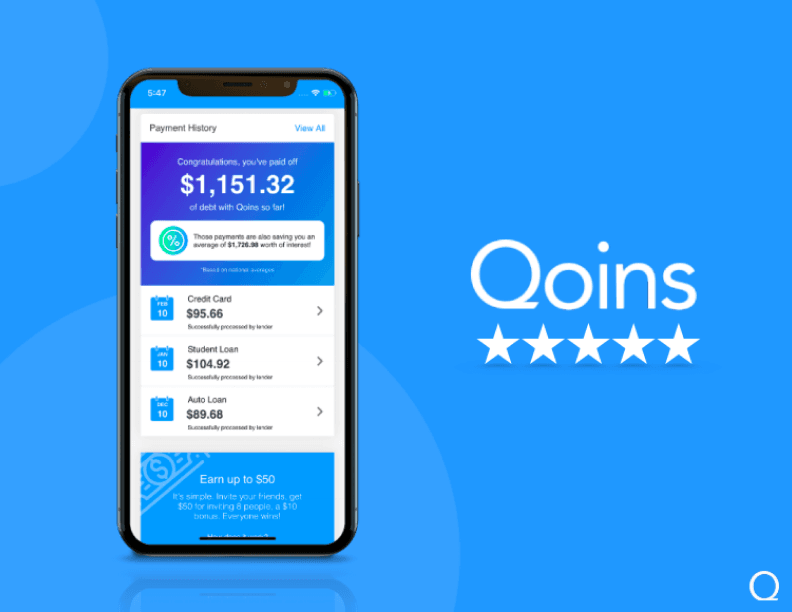 5:47
Payment History
View All
Congratulations, you've paid off
$1,151.32
of debt with Qoins so far!
Those payments are also saving you an
average of $1,726.98 worth of interest!
*Based on national averages
FEB
10
Credit Card
$95.66
Successfully processed by lender
JAN
10
Student Loan
$104.92
Successfully processed by lender
DEC
10
Auto Loan
$89.68
Successfully processed by lender
Earn up to $50
It's simple. Invite your friends, get
$50 for inviting 8 people, a $10
bonus. Everyone wins!
Qoins
Q